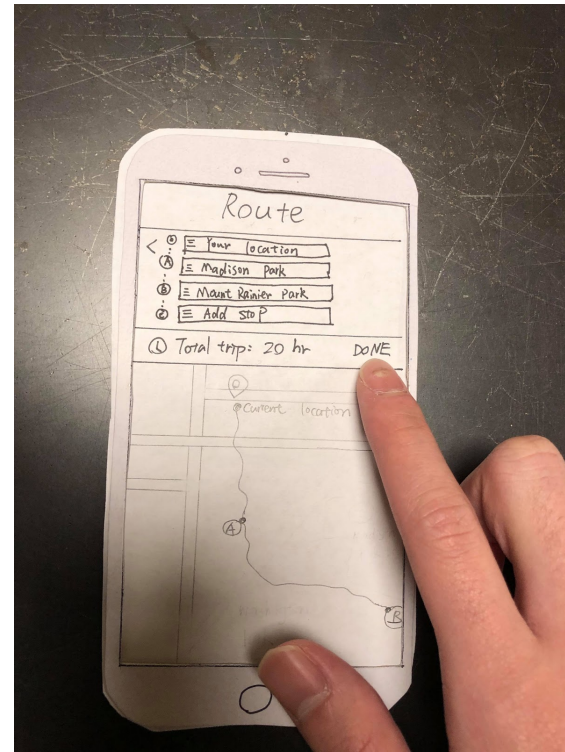 Route
Your location
A Madison Park
B Mount Rainier Park
Add stop
Total trip: 20 hr DONE
Current location
A
B